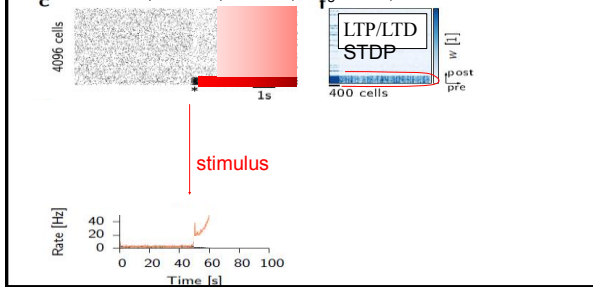 c
f
4096 cells
LTP/LTD
STDP
w [1]
post
pre
*
1s
400 cells
stimulus
Rate [Hz]
40
20
0
0 20 40 60 80 100
Time [s]